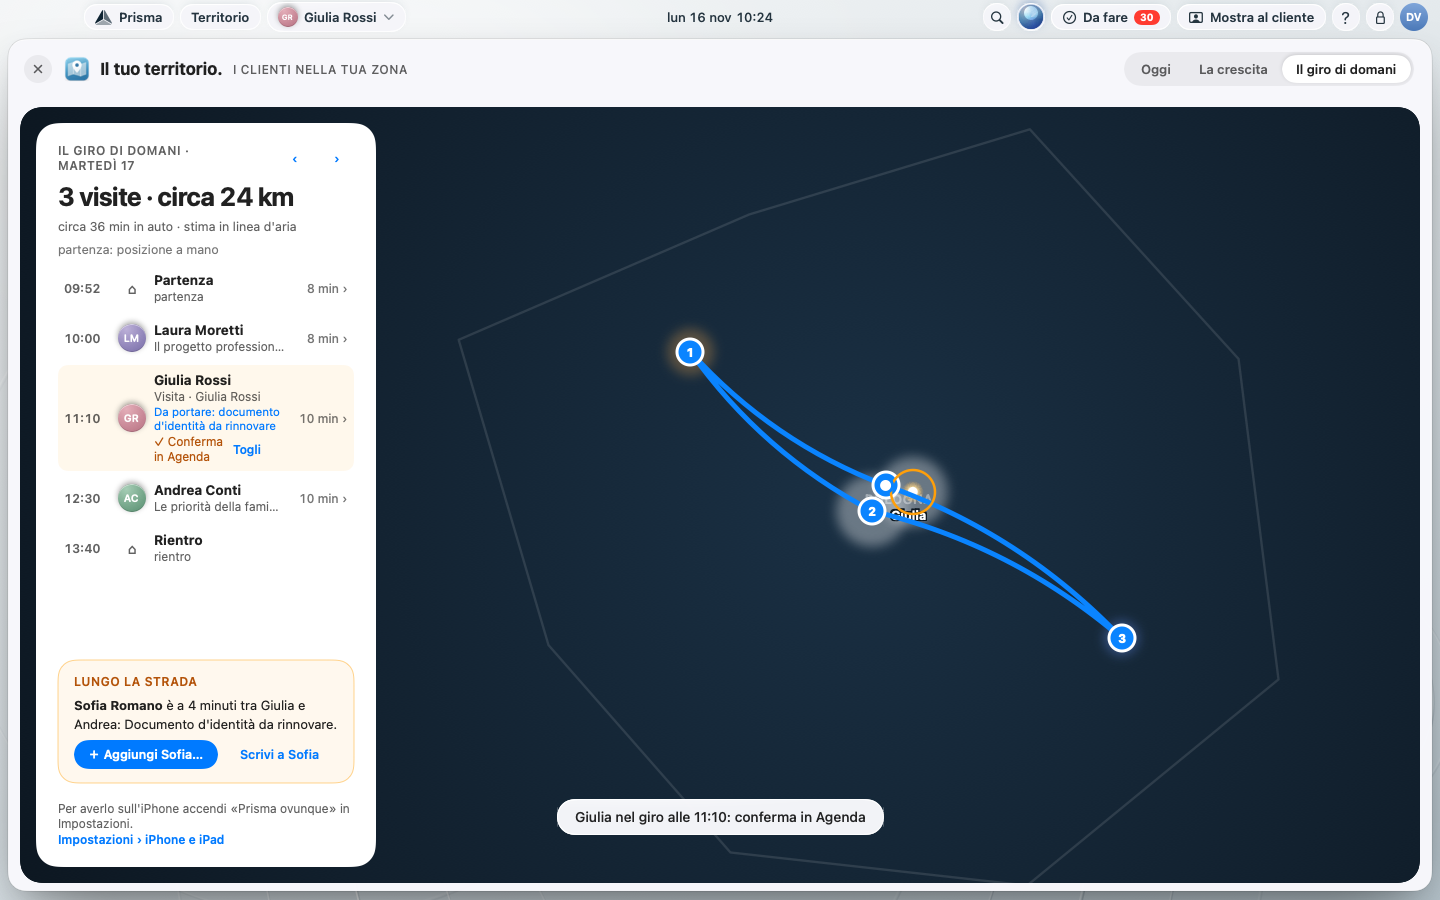 Prisma
Territorio
GR Giulia Rossi
lun 16 nov 10:24
Da fare 30
Mostra al cliente
?
DV
Il tuo territorio.
I CLIENTI NELLA TUA ZONA
Oggi
La crescita
Il giro di domani
IL GIRO DI DOMANI ·
MARTEDÌ 17
‹ ›
3 visite · circa 24 km
circa 36 min in auto · stima in linea d'aria
partenza: posizione a mano
09:52
Partenza
partenza
8 min ›
10:00
LM
Laura Moretti
Il progetto profession...
8 min ›
11:10
GR
Giulia Rossi
Visita · Giulia Rossi
Da portare: documento
d'identità da rinnovare
✓ Conferma
in Agenda
Togli
10 min ›
12:30
AC
Andrea Conti
Le priorità della fami...
10 min ›
13:40
Rientro
rientro
LUNGO LA STRADA
Sofia Romano è a 4 minuti tra Giulia e
Andrea: Documento d'identità da rinnovare.
+ Aggiungi Sofia...
Scrivi a Sofia
Per averlo sull'iPhone accendi «Prisma ovunque» in
Impostazioni.
Impostazioni › iPhone e iPad
1
2
Giulia
3
Giulia nel giro alle 11:10: conferma in Agenda